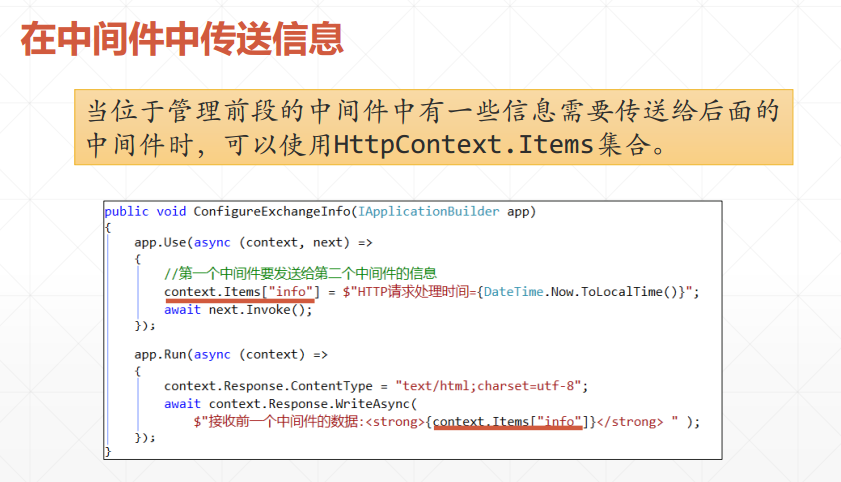 在中间件中传送信息
当位于管理前段的中间件中有一些信息需要传送给后面的
中间件时，可以使用HttpContext.Items集合。
public void ConfigureExchangeInfo(IApplicationBuilder app)
{
    app.Use(async (context, next) =>
    {
        //第一个中间件要发送给第二个中间件的信息
        context.Items["info"] = $"HTTP请求处理时间={DateTime.Now.ToLocalTime()}";
        await next.Invoke();
    });
    app.Run(async (context) =>
    {
        context.Response.ContentType = "text/html;charset=utf-8";
        await context.Response.WriteAsync(
            $"接收前一个中间件的数据:<strong>{context.Items["info"]}</strong> " );
    });
}